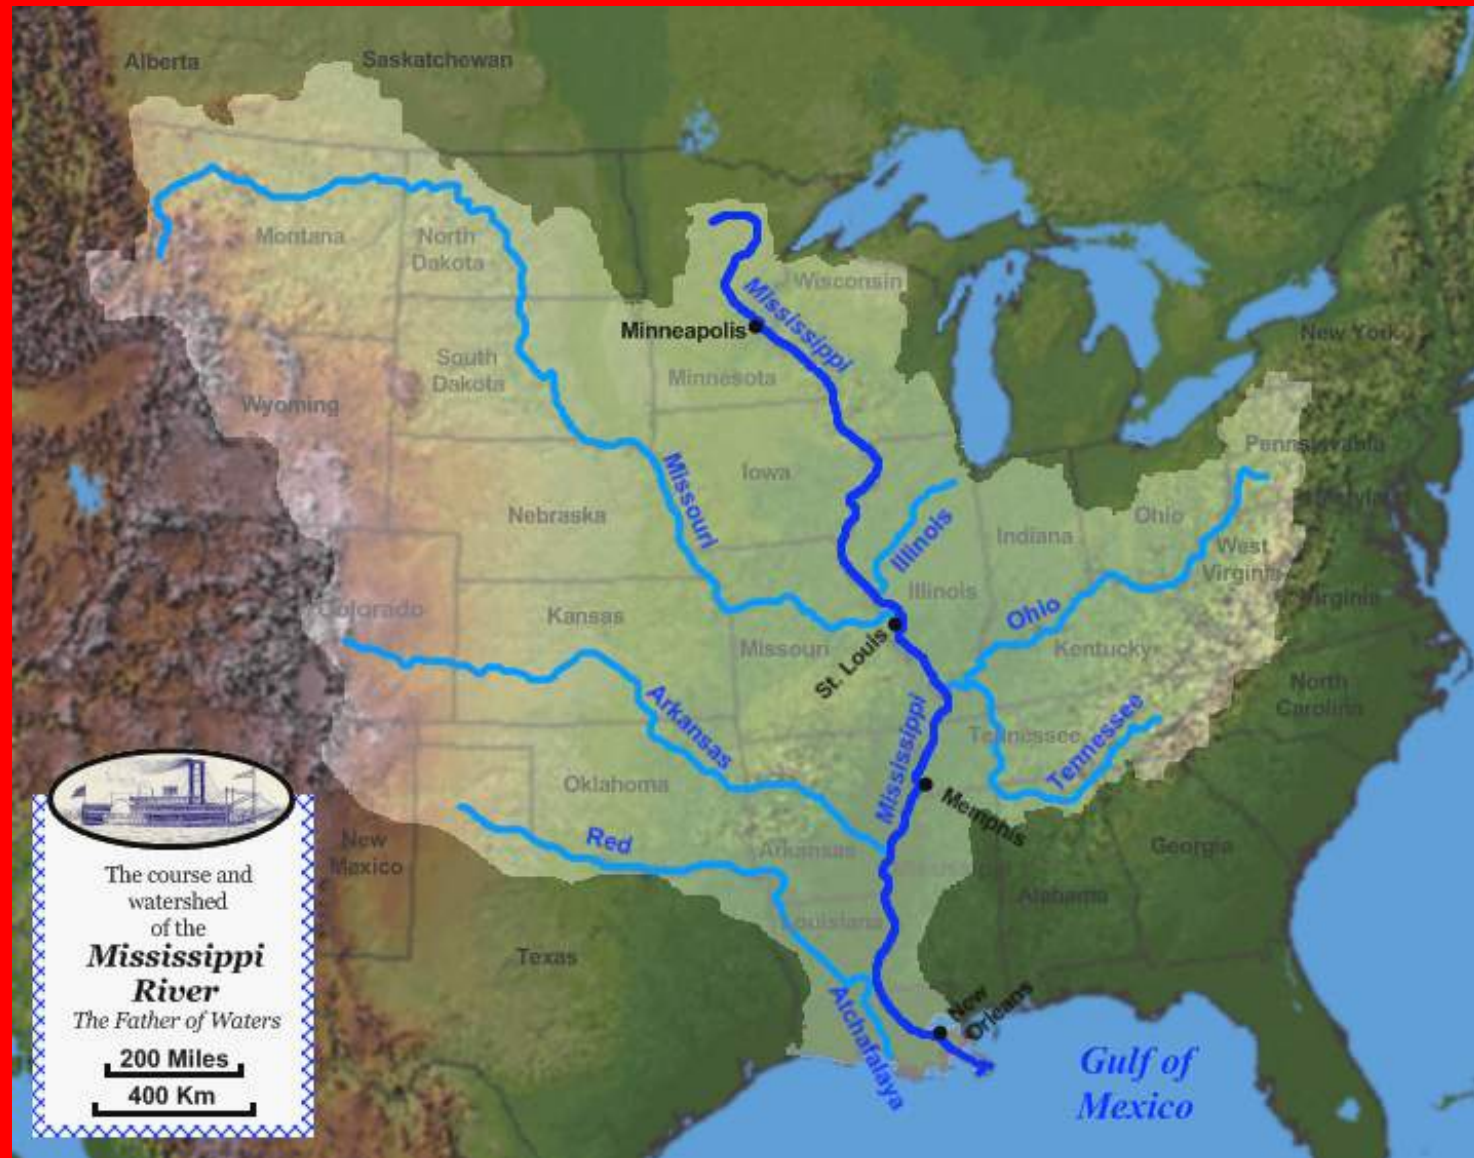 Alberta
Saskatchewan
Montana
North
Dakota
Wisconsin
Mississippi
Minneapolis
New York
South
Dakota
Minnesota
Wyoming
Pennsylvania
Iowa
Missouri
Nebraska
Illinois
Ohio
Indiana
West
Virginia
Colorado
Kansas
Illinois
Ohio
Virginia
Missouri
St. Louis
Kentucky
North
Carolina
Arkansas
Mississippi
Tennessee
Tennessee
Oklahoma
Memphis
Red
Arkansas
Georgia
New
Maxico
Alabama
Louisiana
Texas
Atchafalaya
New
Orleans
Gulf of
Mexico
The course and
watershed
of the
Mississippi
River
The Father of Waters
200 Miles
400 Km